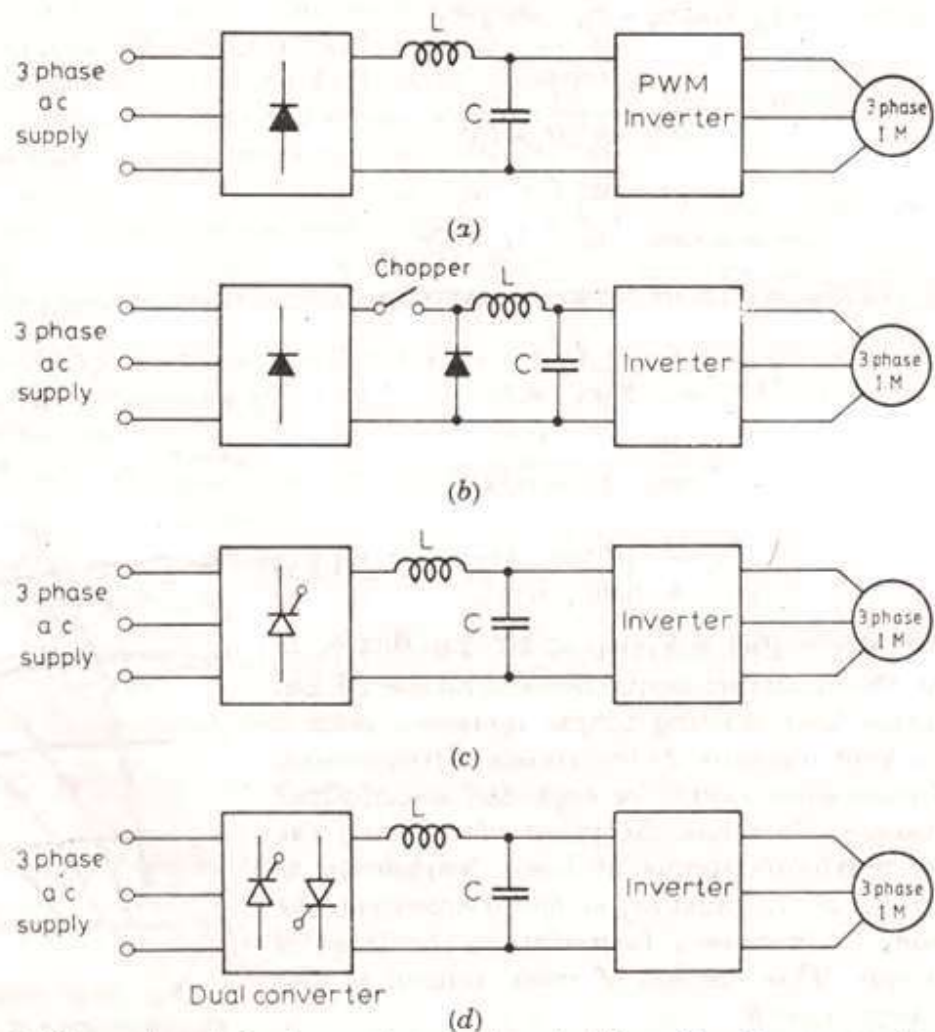 3 phase
a c
supply
L
C
PWM
Inverter
3 phase
I M
(a)
3 phase
a c
supply
Chopper
L
C
Inverter
3 phase
I M
(b)
3 phase
a c
supply
L
C
Inverter
3 phase
I M
(c)
3 phase
a c
supply
Dual converter
L
C
Inverter
3 phase
I M
(d)